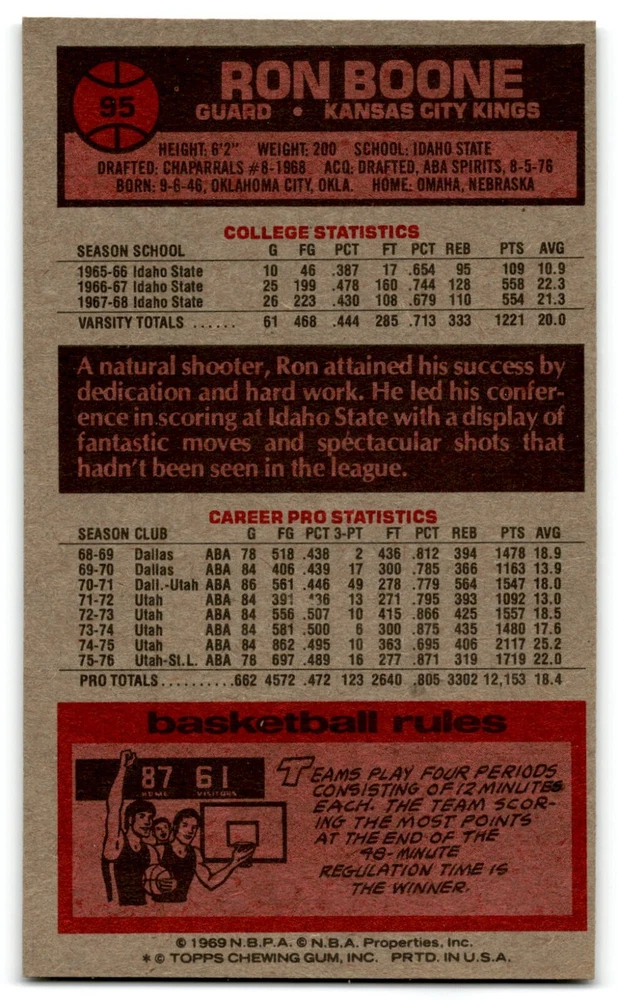 95
RON BOONE
GUARD • KANSAS CITY KINGS
HEIGHT: 6'2" WEIGHT: 200 SCHOOL: IDAHO STATE
DRAFTED: CHAPARRALS #8-1968 ACQ: DRAFTED, ABA SPIRITS, 8-5-76
BORN: 9-6-46, OKLAHOMA CITY, OKLA. HOME: OMAHA, NEBRASKA
COLLEGE STATISTICS
SEASON SCHOOL G FG PCT FT PCT REB PTS AVG
1965-66 Idaho State 10 46 .387 17 .654 95 109 10.9
1966-67 Idaho State 25 199 .478 160 .744 128 558 22.3
1967-68 Idaho State 26 223 .430 108 .679 110 554 21.3
VARSITY TOTALS ...... 61 468 .444 285 .713 333 1221 20.0
A natural shooter, Ron attained his success by
dedication and hard work. He led his confer-
ence in scoring at Idaho State with a display of
fantastic moves and spectacular shots that
hadn't been seen in the league.
CAREER PRO STATISTICS
SEASON CLUB G FG PCT 3-PT FT PCT REB PTS AVG
68-69 Dallas ABA 78 518 .438 2 436 .812 394 1478 18.9
69-70 Dallas ABA 84 406 .439 17 300 .785 366 1163 13.9
70-71 Dall.-Utah ABA 86 561 .446 49 278 .779 564 1547 18.0
71-72 Utah ABA 84 391 13 271 .795 393 1092 13.0
72-73 Utah ABA 84 556 .507 10 415 .866 425 1557 18.5
73-74 Utah ABA 84 581 .500 6 300 .875 435 1480 17.6
74-75 Utah ABA 84 862 .495 10 363 .695 406 2117 25.2
75-76 Utah-St.L. ABA 78 697 .489 16 277 .871 319 1719 22.0
PRO TOTALS..........662 4572 .472 123 2640 .805 3302 12,153 18.4
basketball rules
87 61
HOME VISITORS
TEAMS PLAY FOUR PERIODS
CONSISTING OF 12 MINUTES
EACH. THE TEAM SCOR-
ING THE MOST POINTS
AT THE END OF THE
48-MINUTE
REGULATION TIME IS
THE WINNER.
© 1969 N.B.P.A. © N.B.A. Properties, Inc.
* © TOPPS CHEWING GUM, INC. PRTD. IN U.S.A.